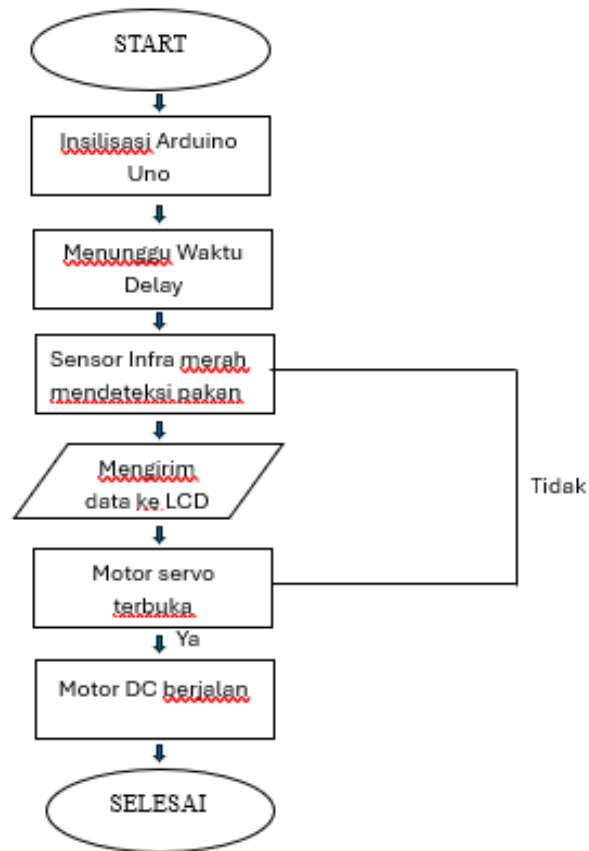 START
Insilisasi Arduino
Uno
Menunggu Waktu
Delay
Sensor Infra merah
mendeteksi pakan
Mengirim
data ke LCD
Tidak
Motor servo
terbuka
Ya
Motor DC berjalan
SELESAI